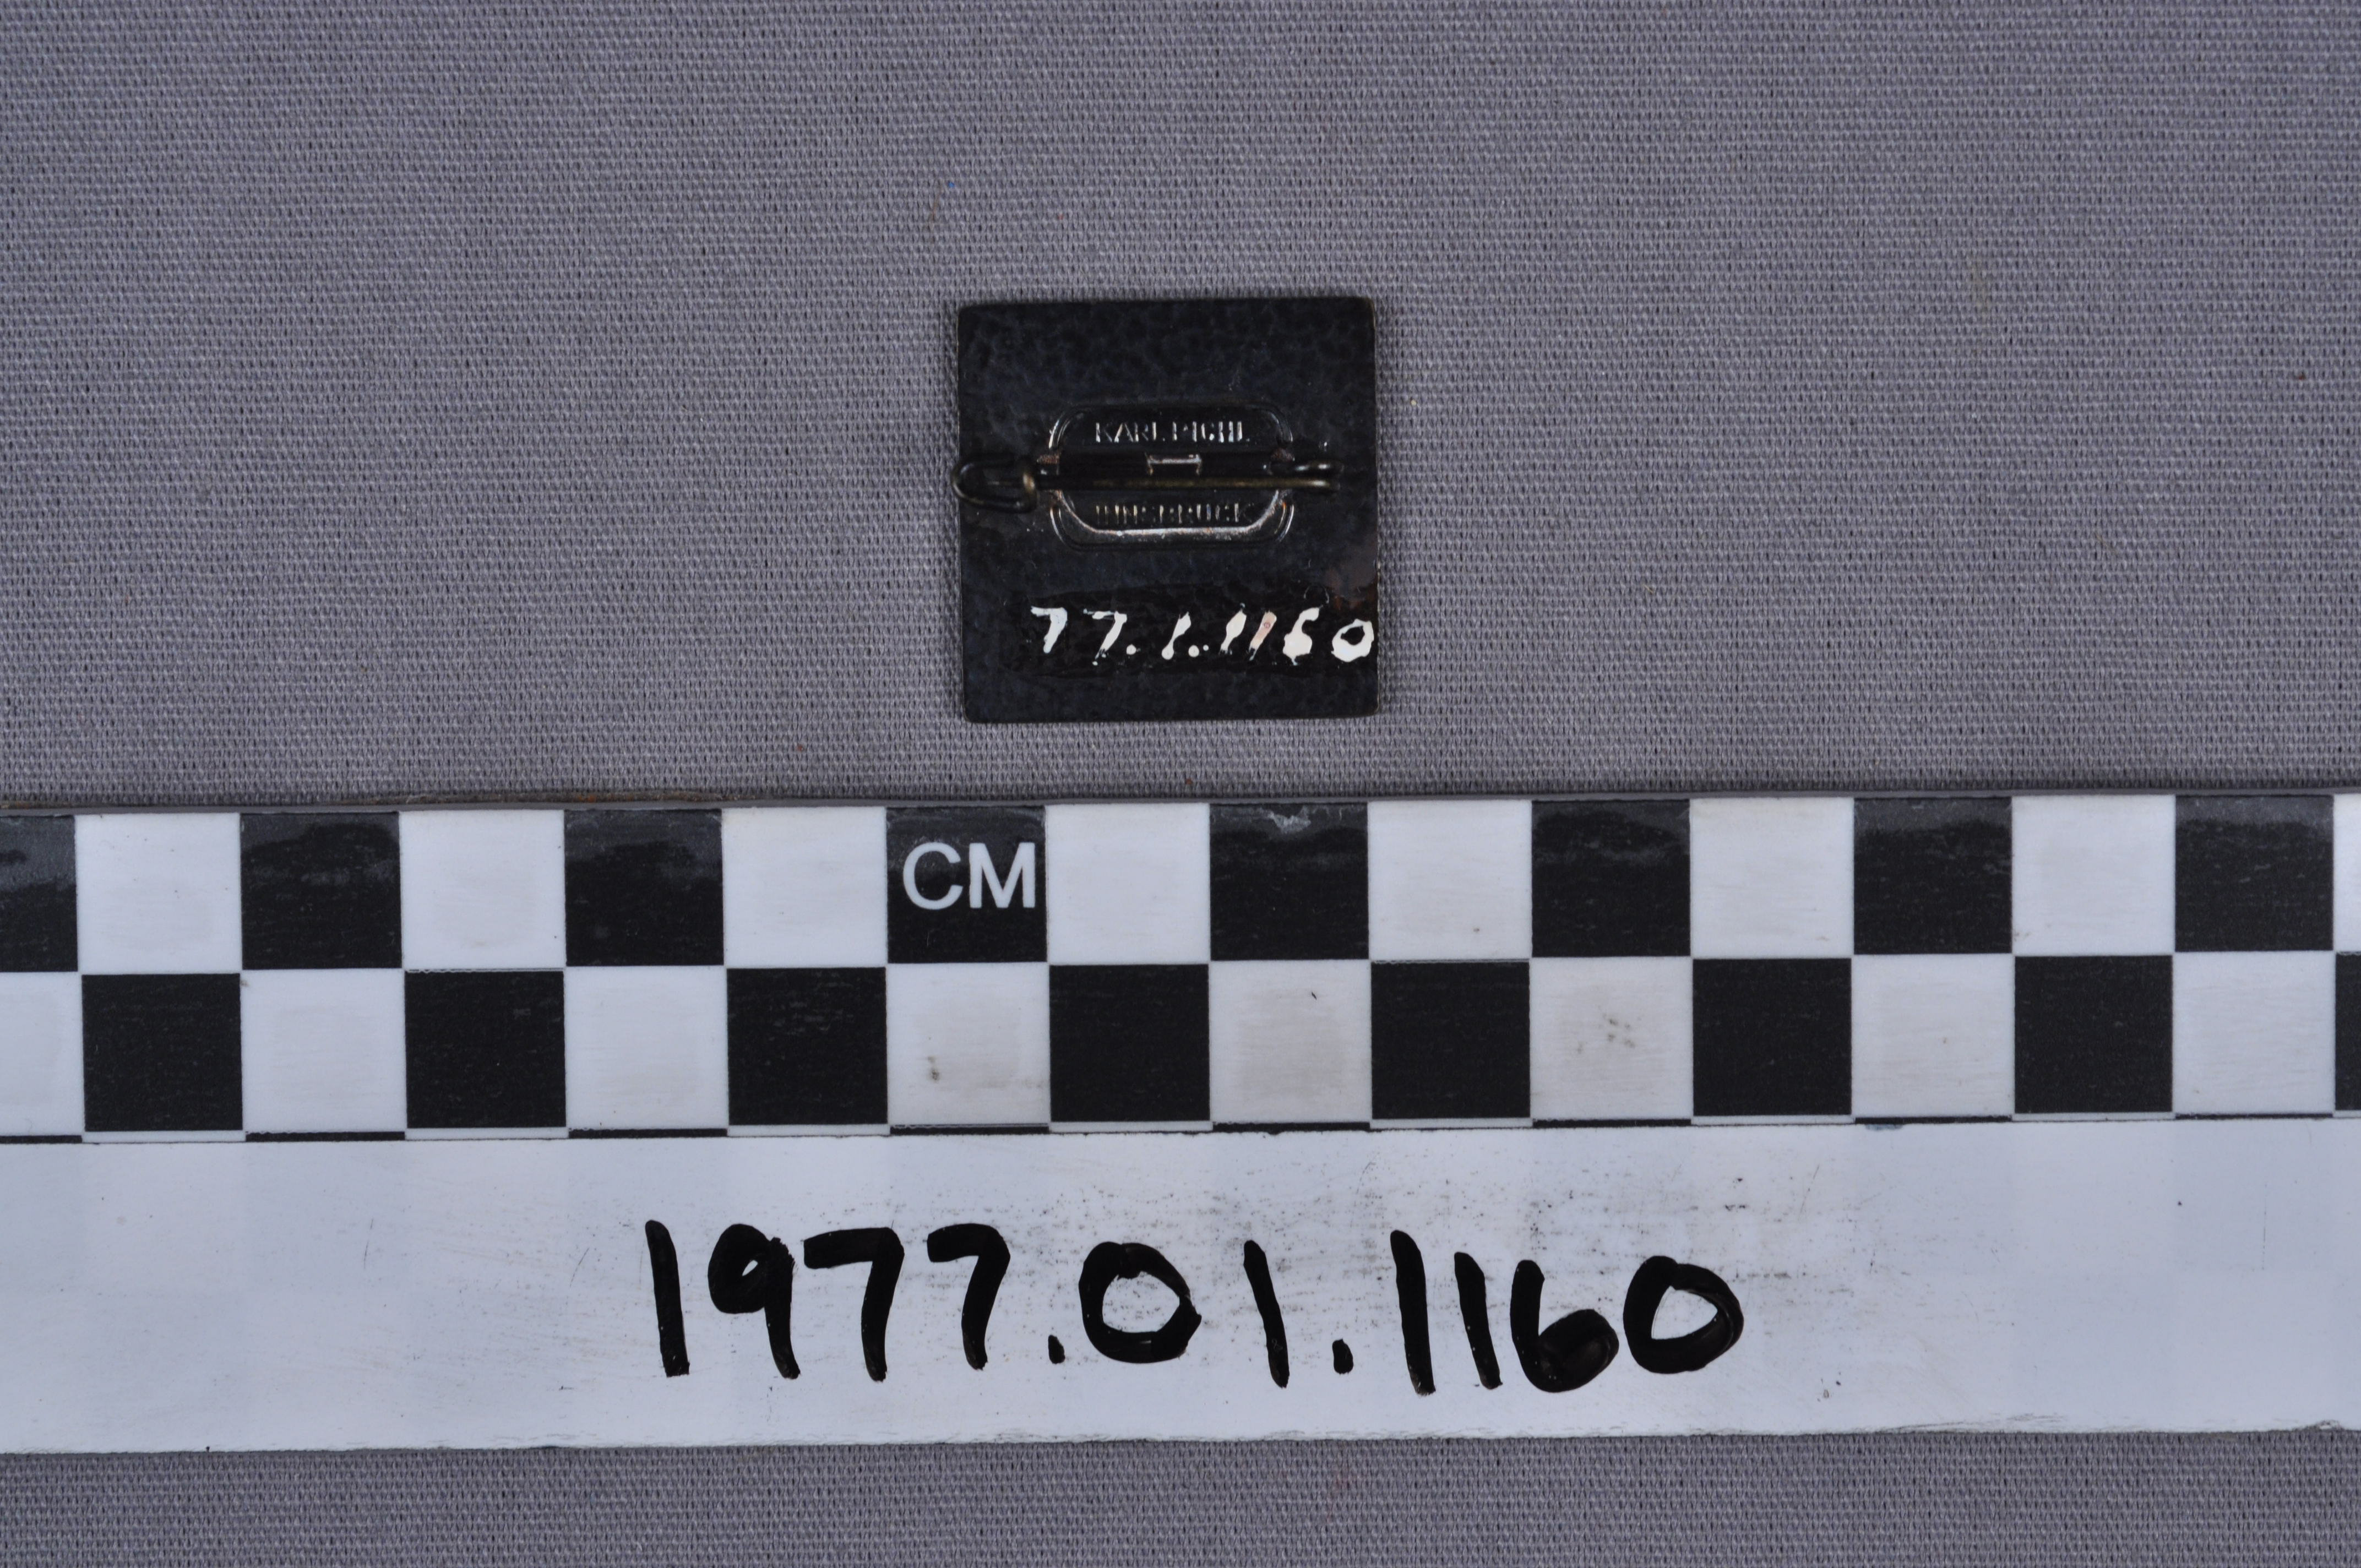 KARL PICHL
INNSBRUCK
77.1.1160
CM
1977.01.1160